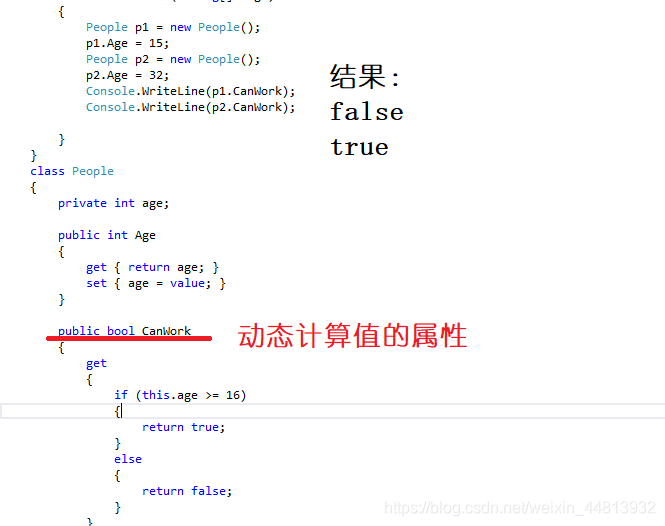 {
People p1 = new People();
p1.Age = 15;
People p2 = new People();
p2.Age = 32;
Console.WriteLine(p1.CanWork);
Console.WriteLine(p2.CanWork);
结果:
false
true
}
}
class People
{
private int age;
public int Age
{
get { return age; }
set { age = value; }
}
public bool CanWork
动态计算值的属性
{
get
{
if (this.age >= 16)
{
return true;
}
else
{
return false;
}
}
https://blog.csdn.net/weixin_44813932